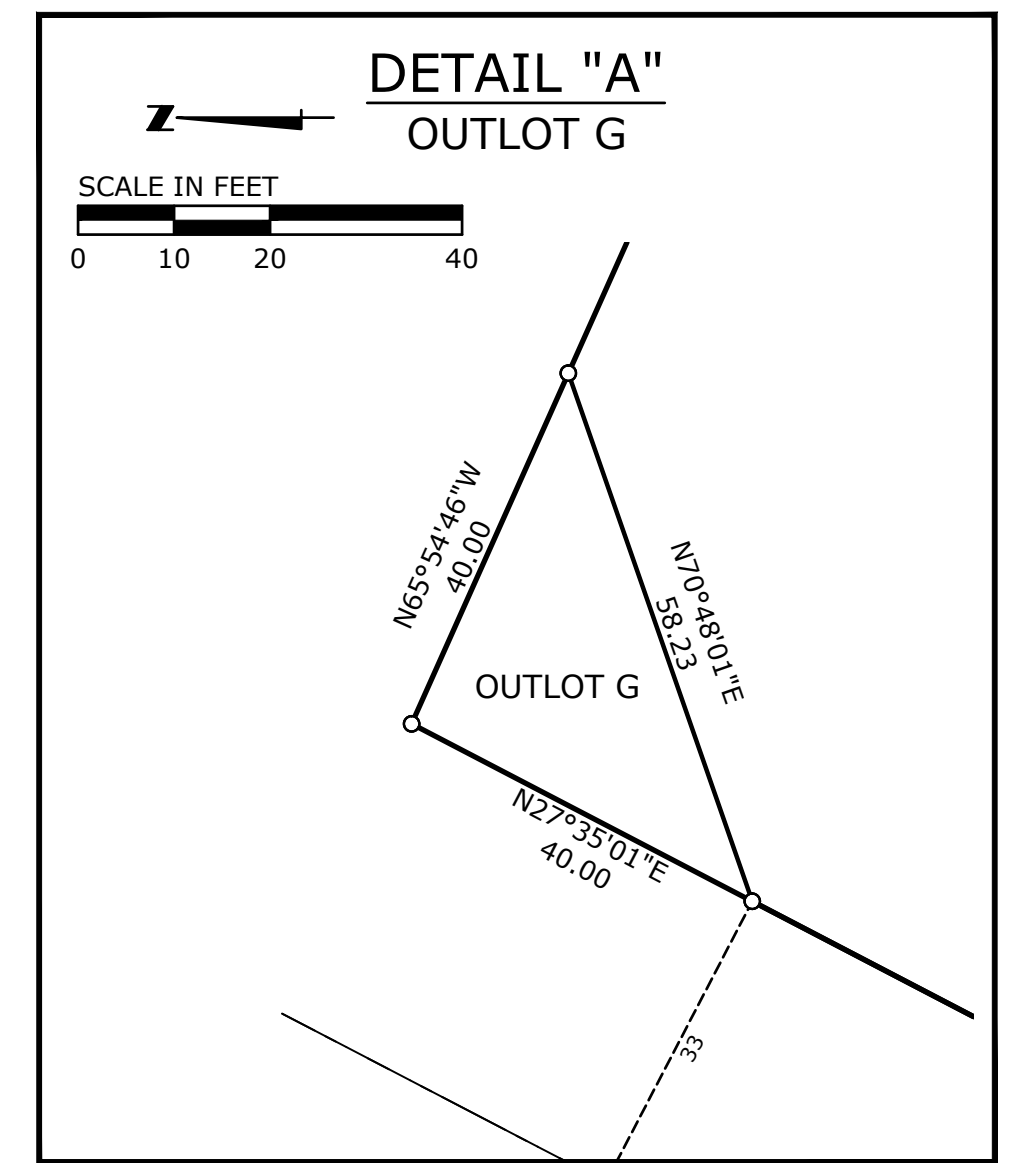 DETAIL "A"
OUTLOT G
Z
SCALE IN FEET
0 10 20 40
N65°54'46"W
40.00
N70°48'01"E
58.23
OUTLOT G
N27°35'01"E
40.00
33